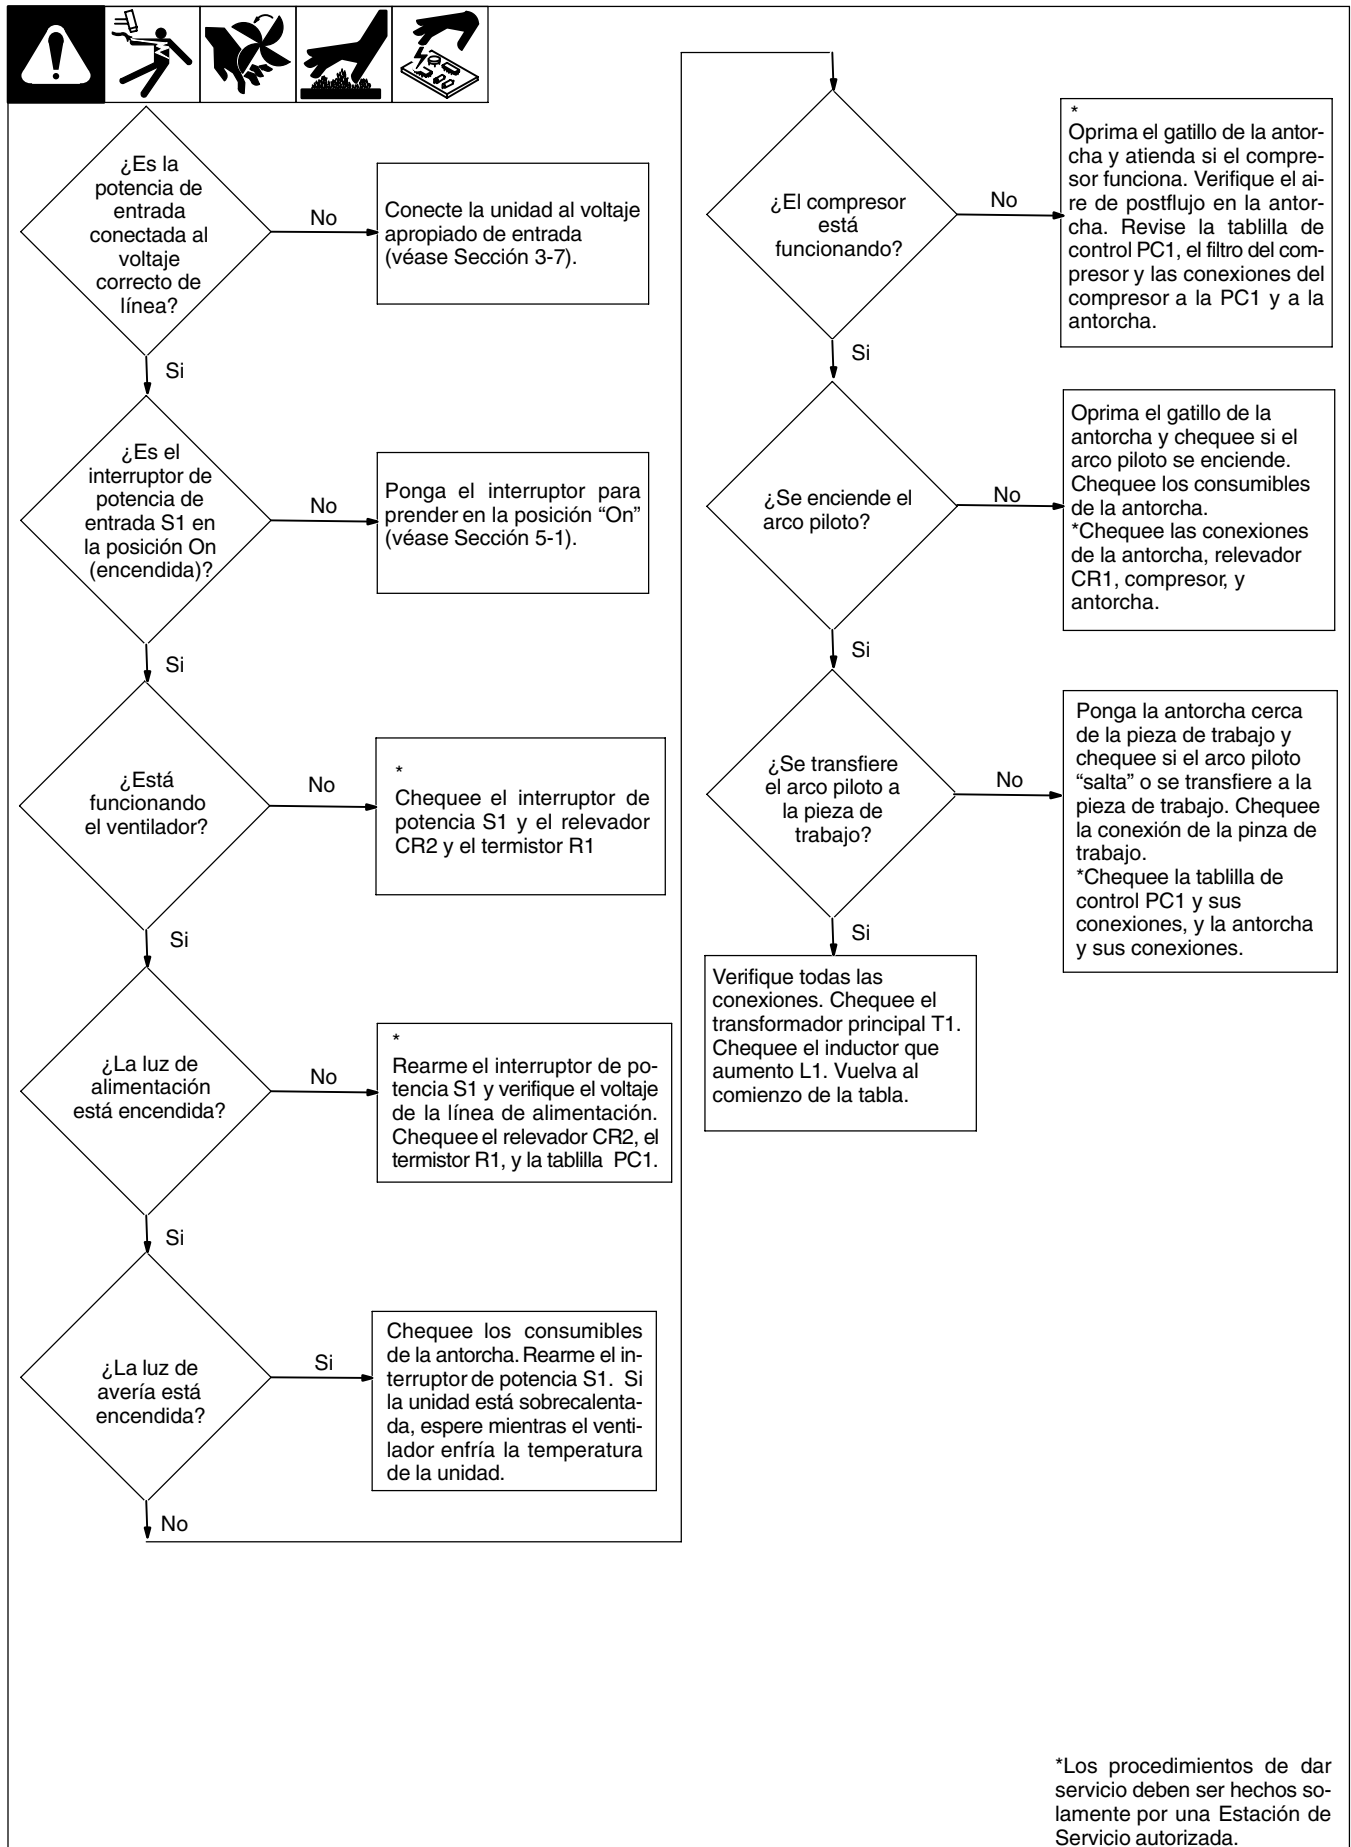 ¿Es la
potencia de
entrada
conectada al
voltaje
correcto de
línea?
No
Conecte la unidad al voltaje
apropiado de entrada
(véase Sección 3-7).
Si
¿Es el
interruptor de
potencia de
entrada S1 en
la posición On
(encendida)?
No
Ponga el interruptor para
prender en la posición “On”
(véase Sección 5-1).
Si
¿Está
funcionando
el ventilador?
No
*
Chequee el interruptor de
potencia S1 y el relevador
CR2 y el termistor R1
Si
¿La luz de
alimentación
está encendida?
No
*
Rearme el interruptor de po-
tencia S1 y verifique el voltaje
de la línea de alimentación.
Chequee el relevador CR2, el
termistor R1, y la tablilla PC1.
Si
¿La luz de
avería está
encendida?
Si
Chequee los consumibles
de la antorcha. Rearme el in-
terruptor de potencia S1. Si
la unidad está sobrecalenta-
da, espere mientras el venti-
lador enfría la temperatura
de la unidad.
No
¿El compresor
está
funcionando?
No
*
Oprima el gatillo de la antor-
cha y atienda si el compre-
sor funciona. Verifique el ai-
re de postflujo en la antor-
cha. Revise la tablilla de
control PC1, el filtro del com-
presor y las conexiones del
compresor a la PC1 y a la
antorcha.
Si
¿Se enciende el
arco piloto?
No
Oprima el gatillo de la
antorcha y chequee si el
arco piloto se enciende.
Chequee los consumibles
de la antorcha.
*Chequee las conexiones
de la antorcha, relevador
CR1, compresor, y
antorcha.
Si
¿Se transfiere
el arco piloto a
la pieza de
trabajo?
No
Ponga la antorcha cerca
de la pieza de trabajo y
chequee si el arco piloto
“salta” o se transfiere a la
pieza de trabajo. Chequee
la conexión de la pinza de
trabajo.
*Chequee la tablilla de
control PC1 y sus
conexiones, y la antorcha
y sus conexiones.
Si
Verifique todas las
conexiones. Chequee el
transformador principal T1.
Chequee el inductor que
aumento L1. Vuelva al
comienzo de la tabla.
*Los procedimientos de dar
servicio deben ser hechos so-
lamente por una Estación de
Servicio autorizada.